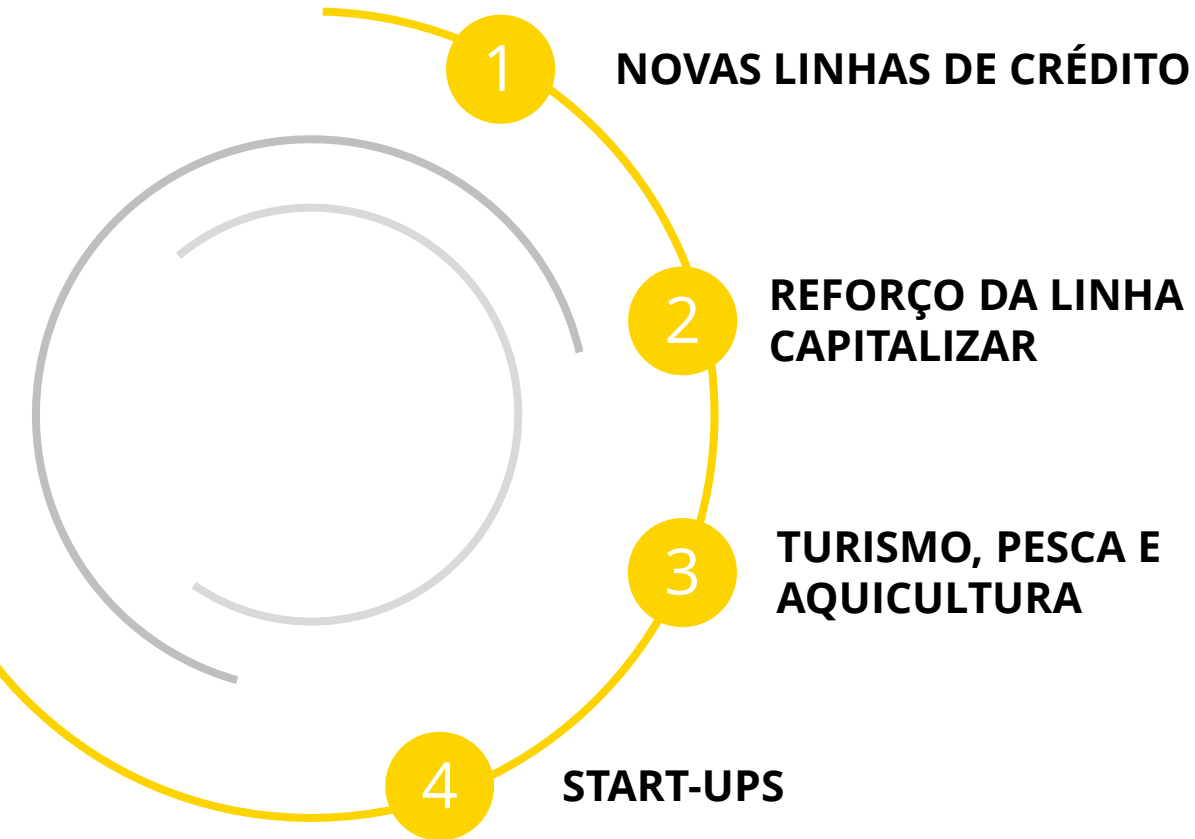 1
NOVAS LINHAS DE CRÉDITO
2
REFORÇO DA LINHA
CAPITALIZAR
3
TURISMO, PESCA E
AQUICULTURA
4
START-UPS